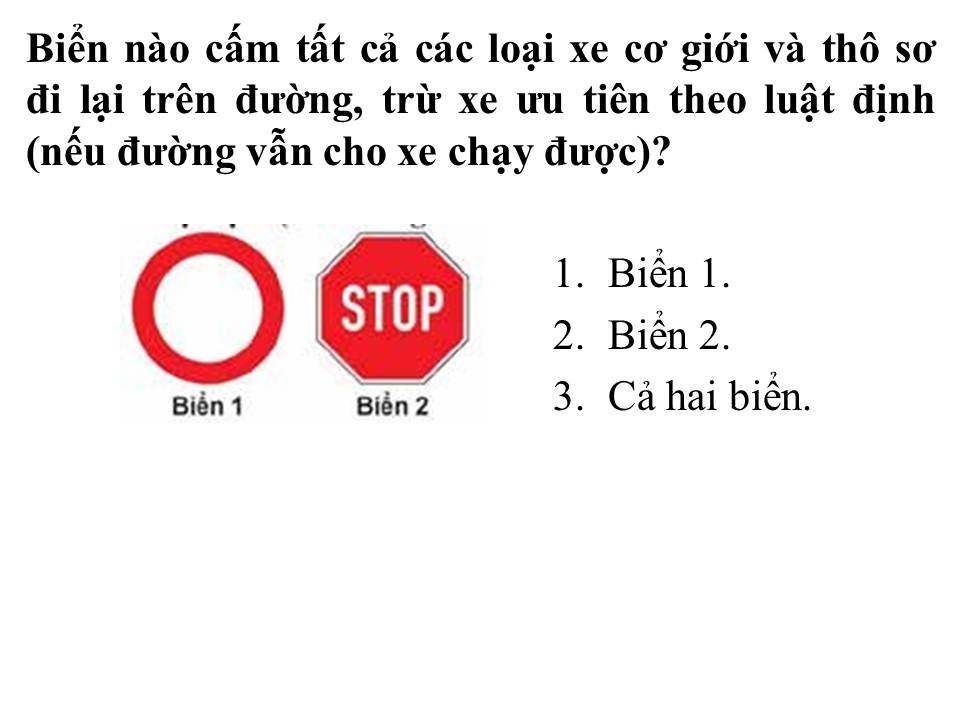 Biển nào cấm tất cả các loại xe cơ giới và thô sơ
đi lại trên đường, trừ xe ưu tiên theo luật định
(nếu đường vẫn cho xe chạy được)?
STOP
Biển 1
Biển 2
1. Biển 1.
2. Biển 2.
3. Cả hai biển.